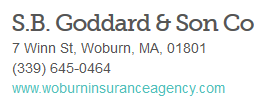 S.B. Goddard & Son Co
7 Winn St, Woburn, MA, 01801
(339) 645-0464
www.woburninsuranceagency.com